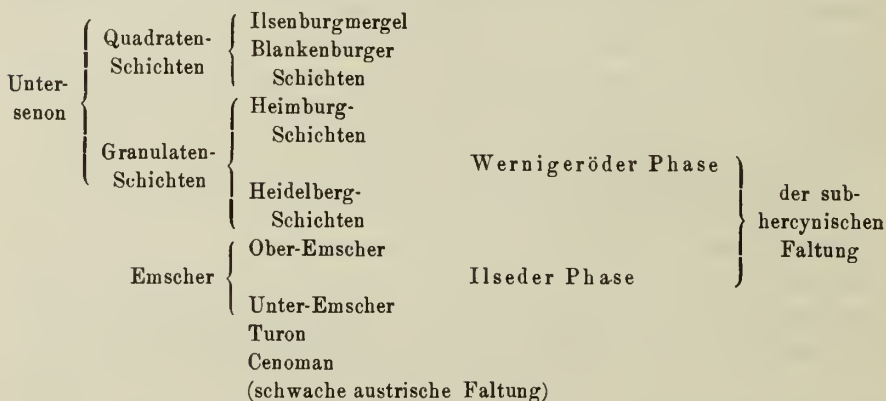 Ilsenburgmergel
Quadraten-
Blankenburger
Schichten
Schichten
Unter-
senon
Heimburg-
Schichten
Granulaten-
Wernigeröder Phase
Schichten
der sub-
Heidelberg-
hercynischen
Schichten
Faltung
Ober-Emscher
Emscher
Ilseder Phase
Unter-Emscher
Turon
Cenoman
(schwache austrische Faltung)